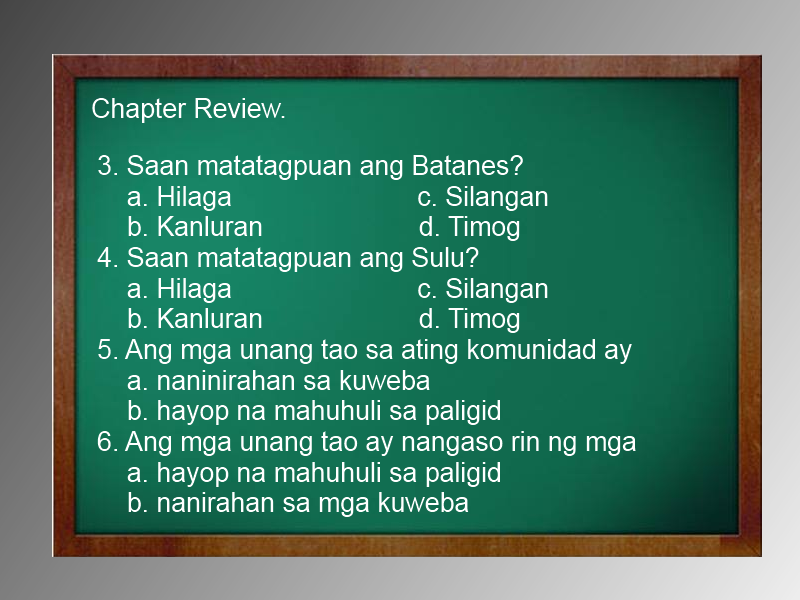 Chapter Review.
3. Saan matatagpuan ang Batanes?
a. Hilaga c. Silangan
b. Kanluran d. Timog
4. Saan matatagpuan ang Sulu?
a. Hilaga c. Silangan
b. Kanluran d. Timog
5. Ang mga unang tao sa ating komunidad ay
a. naninirahan sa kuweba
b. hayop na mahuhuli sa paligid
6. Ang mga unang tao ay nangaso rin ng mga
a. hayop na mahuhuli sa paligid
b. nanirahan sa mga kuweba